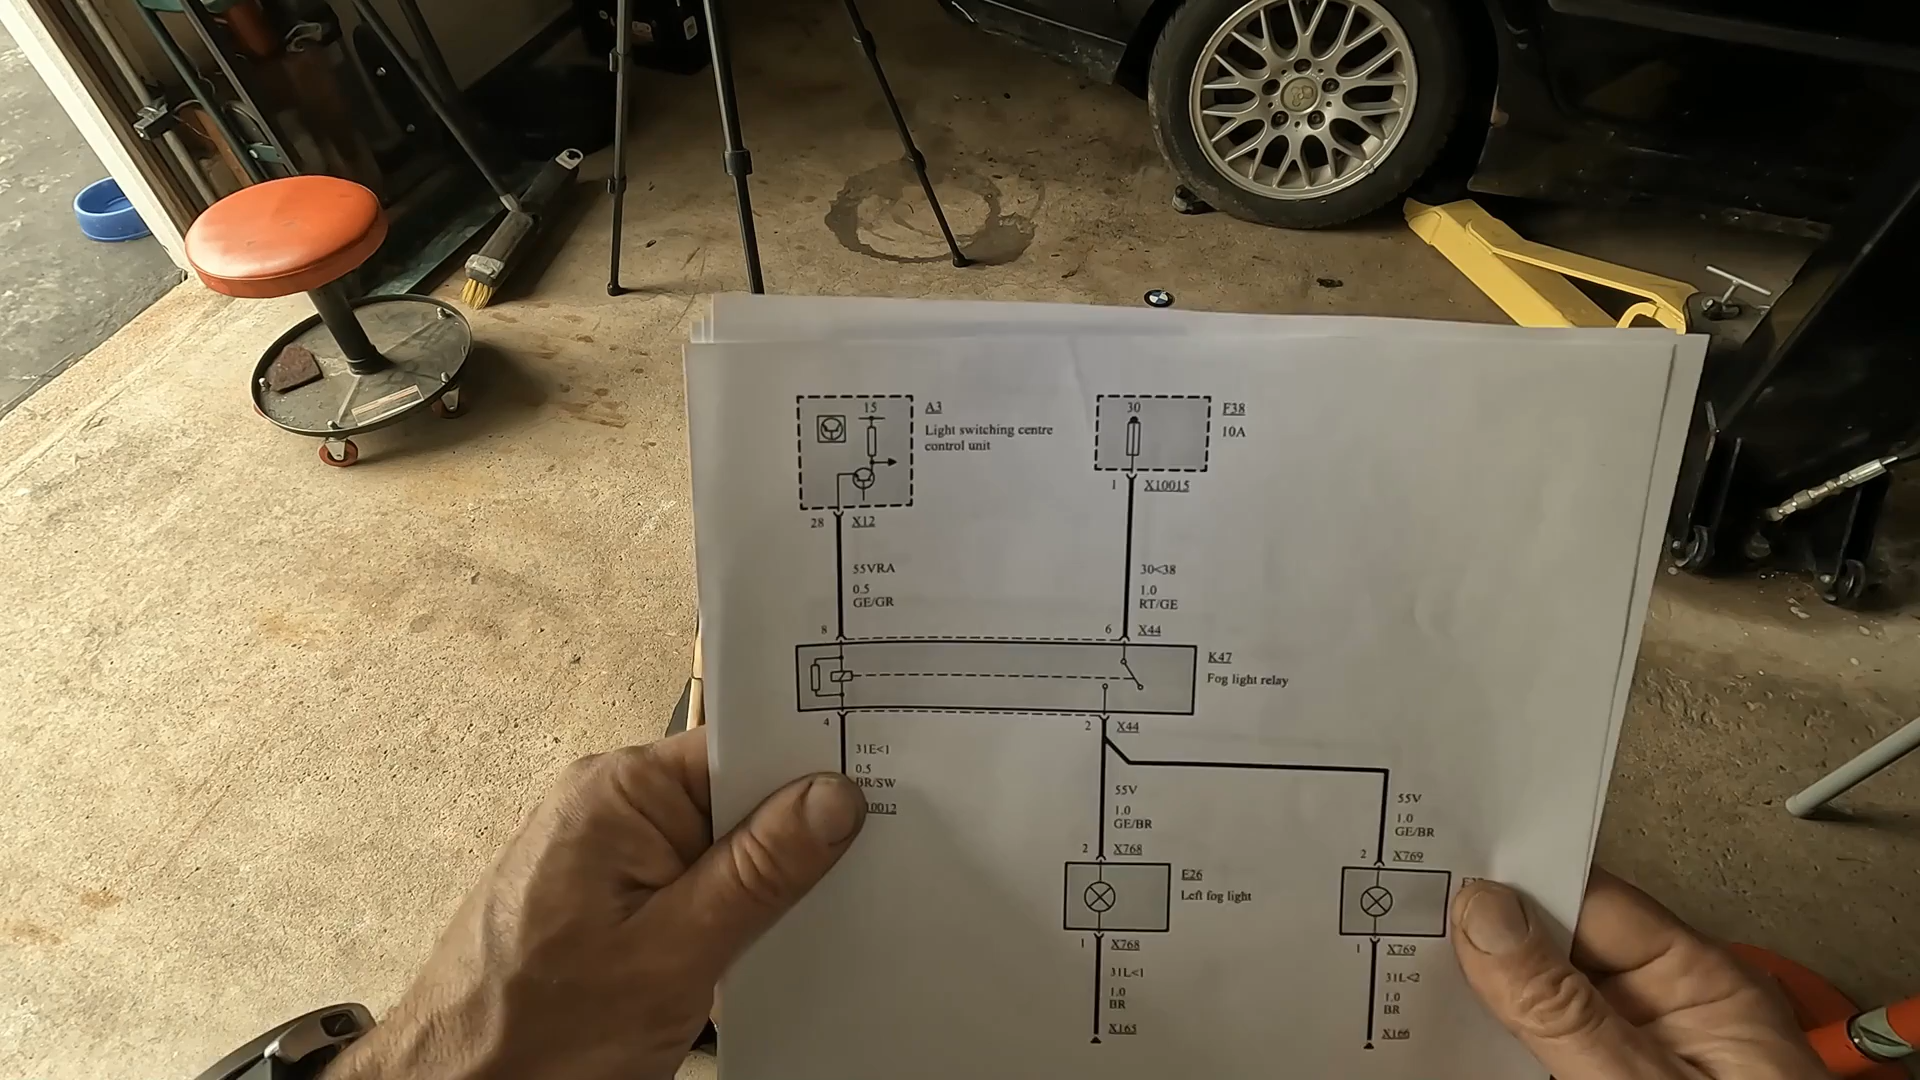 15
A3
Light switching centre
control unit
30
F38
10A
28 X12
1 X10015
55VRA
0.5
GE/GR
30<38
1.0
RT/GE
8
6 X44
K47
Fog light relay
4
2 X44
31E<1
0.5
BR/SW
10012
55V
1.0
GE/BR
55V
1.0
GE/BR
2 X768
2 X769
E26
Left fog light
1 X768
1 X769
31L<1
1.0
BR
31L<2
1.0
BR
X165
X166